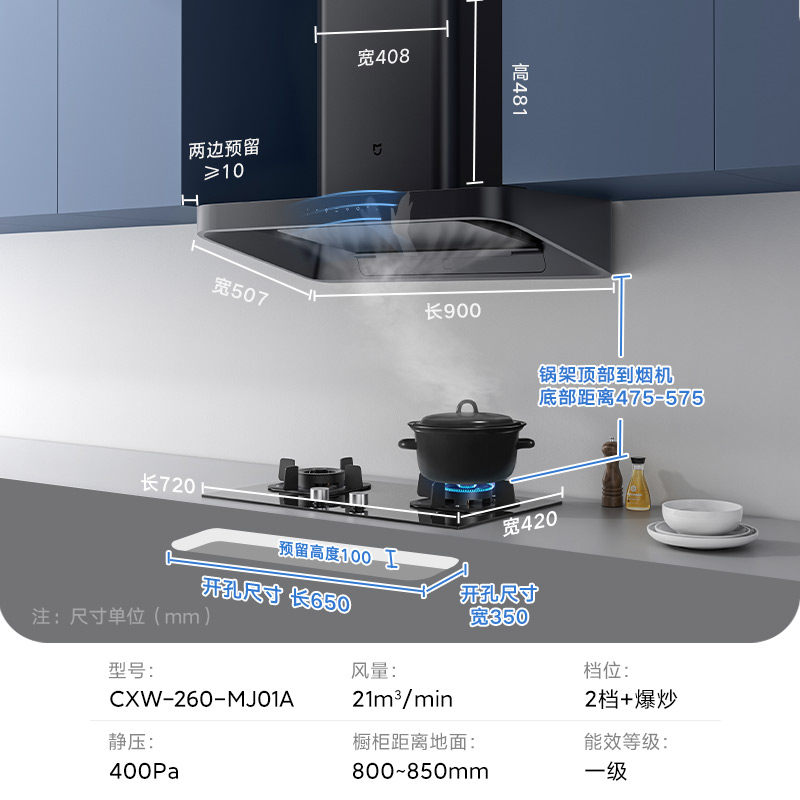 宽408
高481
两边预留
≥10
宽507
长900
锅架顶部到烟机
底部距离475-575
长720
宽420
预留高度100
开孔尺寸 长650
开孔尺寸
宽350
注：尺寸单位（mm）
型号：
CXW-260-MJ01A
风量：
21m³/min
档位：
2档+爆炒
静压：
400Pa
橱柜距离地面：
800~850mm
能效等级：
一级